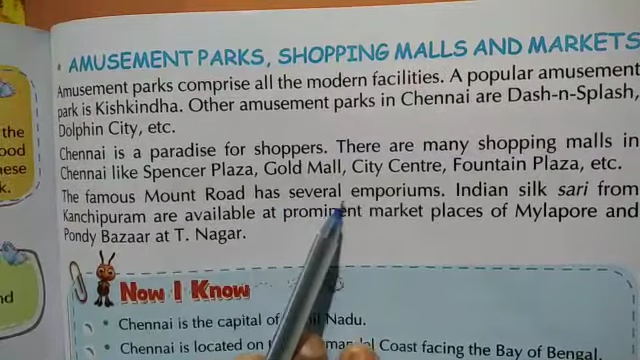 AMUSEMENT PARKS, SHOPPING MALLS AND MARKETS
Amusement parks comprise all the modern facilities. A popular amusement
park is Kishkindha. Other amusement parks in Chennai are Dash-n-Splash,
Dolphin City, etc.
Chennai is a paradise for shoppers. There are many shopping malls in
Chennai like Spencer Plaza, Gold Mall, City Centre, Fountain Plaza, etc.
The famous Mount Road has several emporiums. Indian silk sari from
Kanchipuram are available at prominent market places of Mylapore and
Pondy Bazaar at T. Nagar.
Now I Know
• Chennai is the capital of Nadu.
• Chennai is located on Coast facing the Bay of Bengal.
the
k.